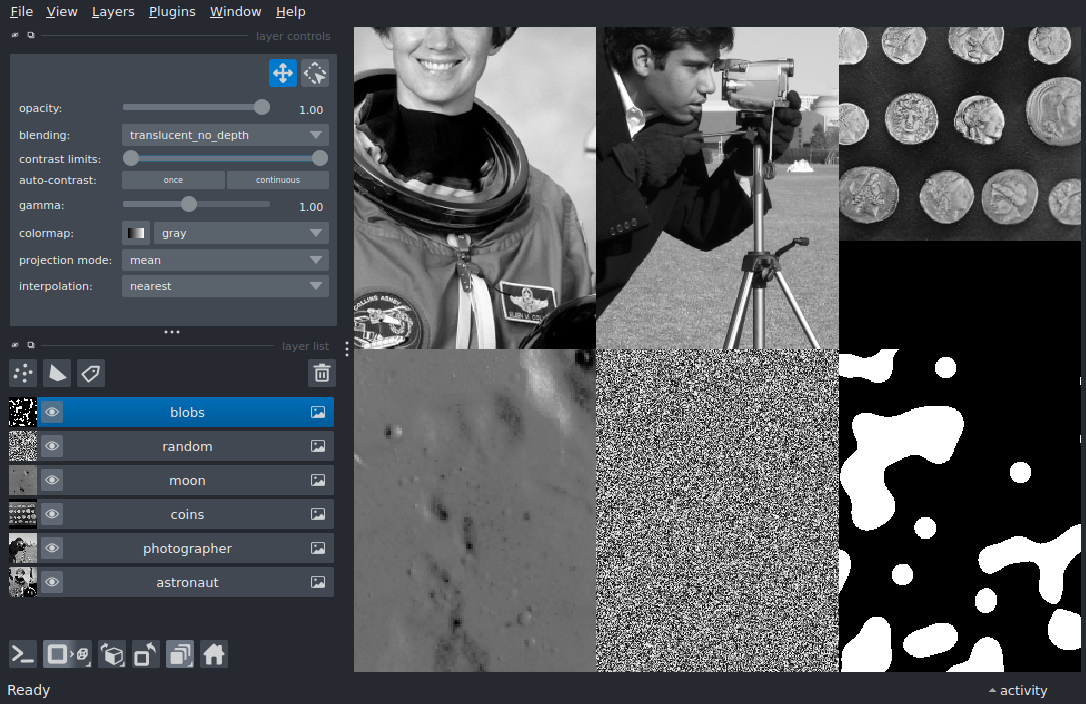 File View Layers Plugins Window Help
layer controls
opacity: 1.00
blending: translucent_no_depth
contrast limits:
auto-contrast: once continuous
gamma: 1.00
colormap: gray
projection mode: mean
interpolation: nearest
layer list
blobs
random
moon
coins
photographer
astronaut
Ready
activity